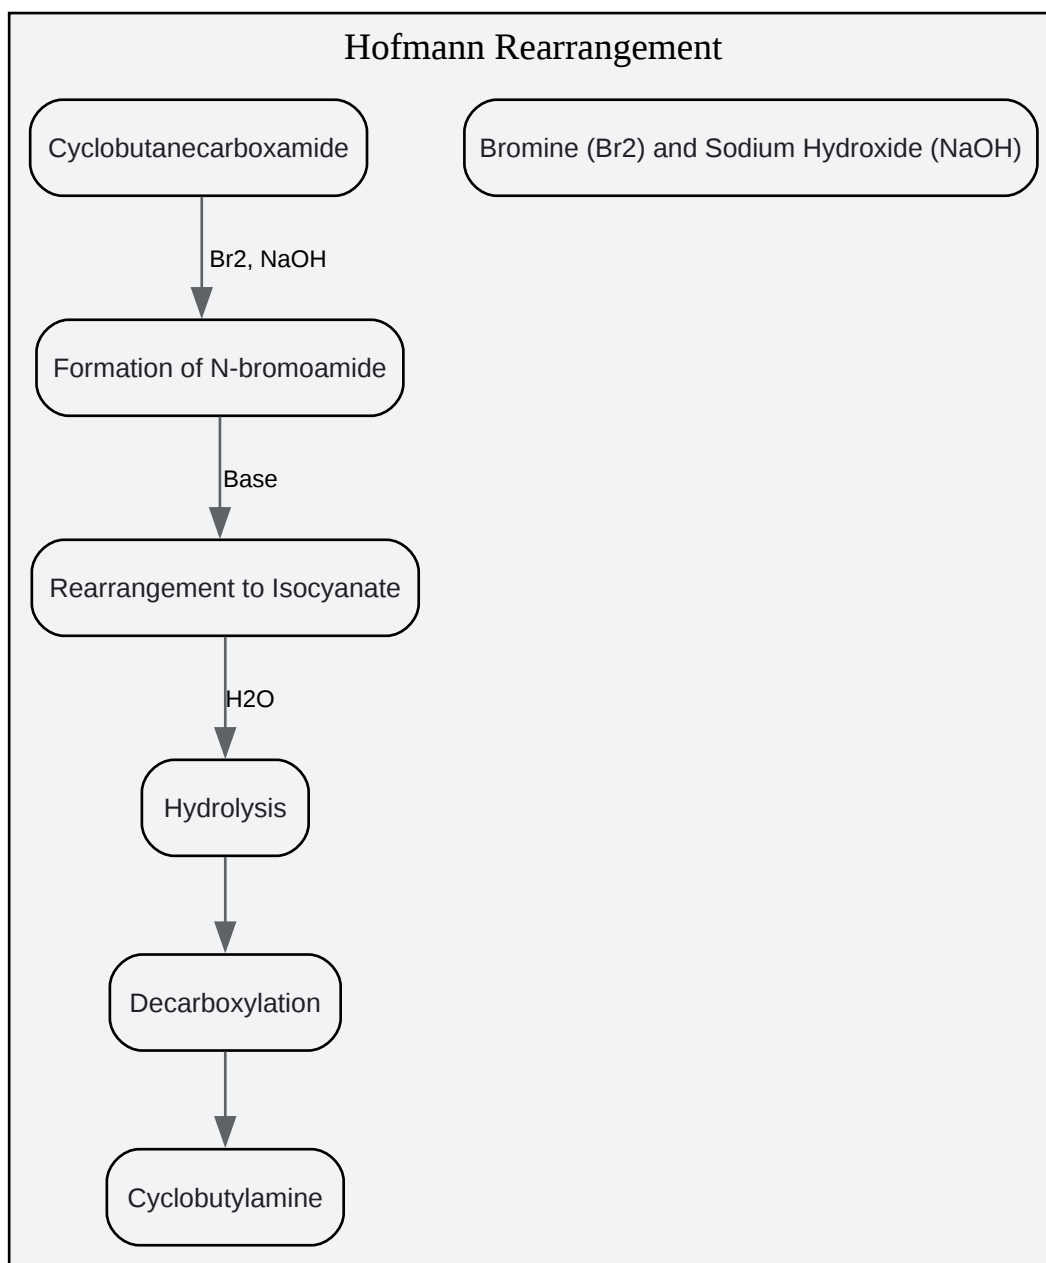 Hofmann Rearrangement
Cyclobutanecarboxamide
Bromine (Br2) and Sodium Hydroxide (NaOH)
Br2, NaOH
Formation of N-bromoamide
Base
Rearrangement to Isocyanate
H2O
Hydrolysis
Decarboxylation
Cyclobutylamine